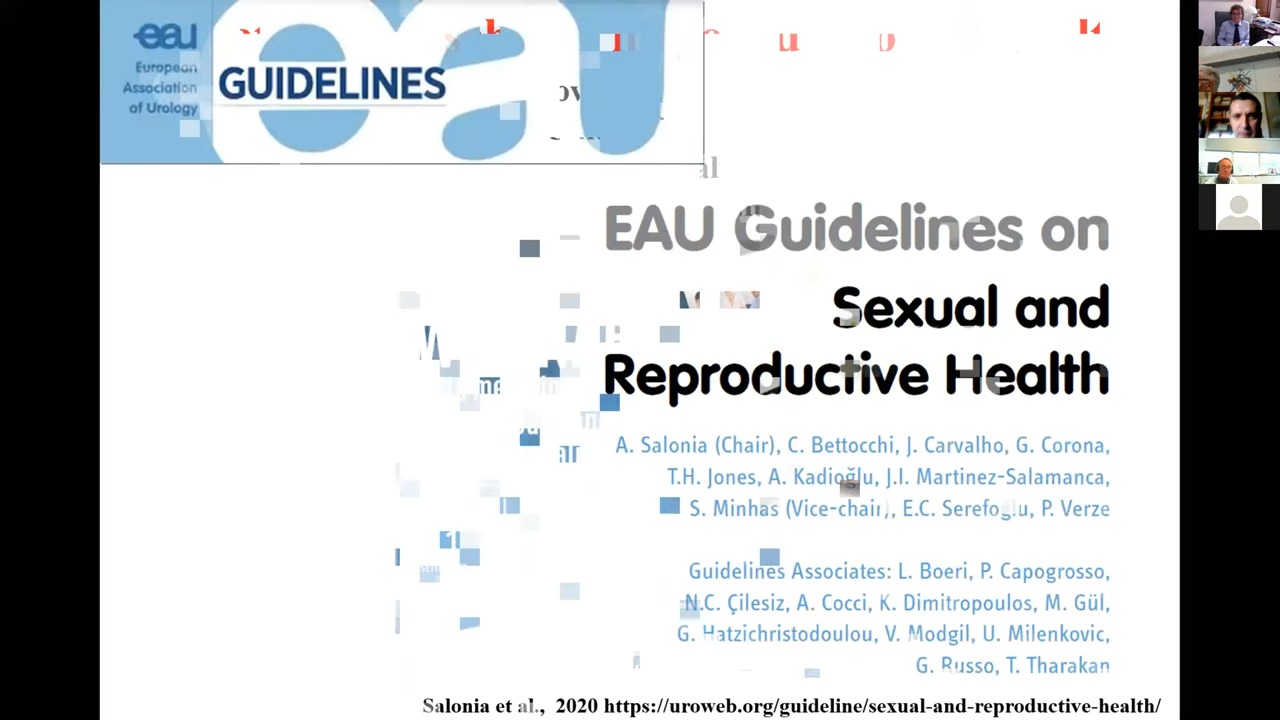 eau
European
Association
of Urology
GUIDELINES
EAU Guidelines on
Sexual and
Reproductive Health
A. Salonia (Chair), C. Bettocchi, J. Carvalho, G. Corona,
T.H. Jones, A. Kadioğlu, J.I. Martinez-Salamanca,
S. Minhas (Vice-chair), E.C. Serefoglu, P. Verze
Guidelines Associates: L. Boeri, P. Capogrosso,
N.C. Çilesiz, A. Cocci, K. Dimitropoulos, M. Gül,
G. Hatzichristodoulou, V. Modgil, U. Milenkovic,
G. Russo, T. Tharakan
Salonia et al., 2020 https://uroweb.org/guideline/sexual-and-reproductive-health/